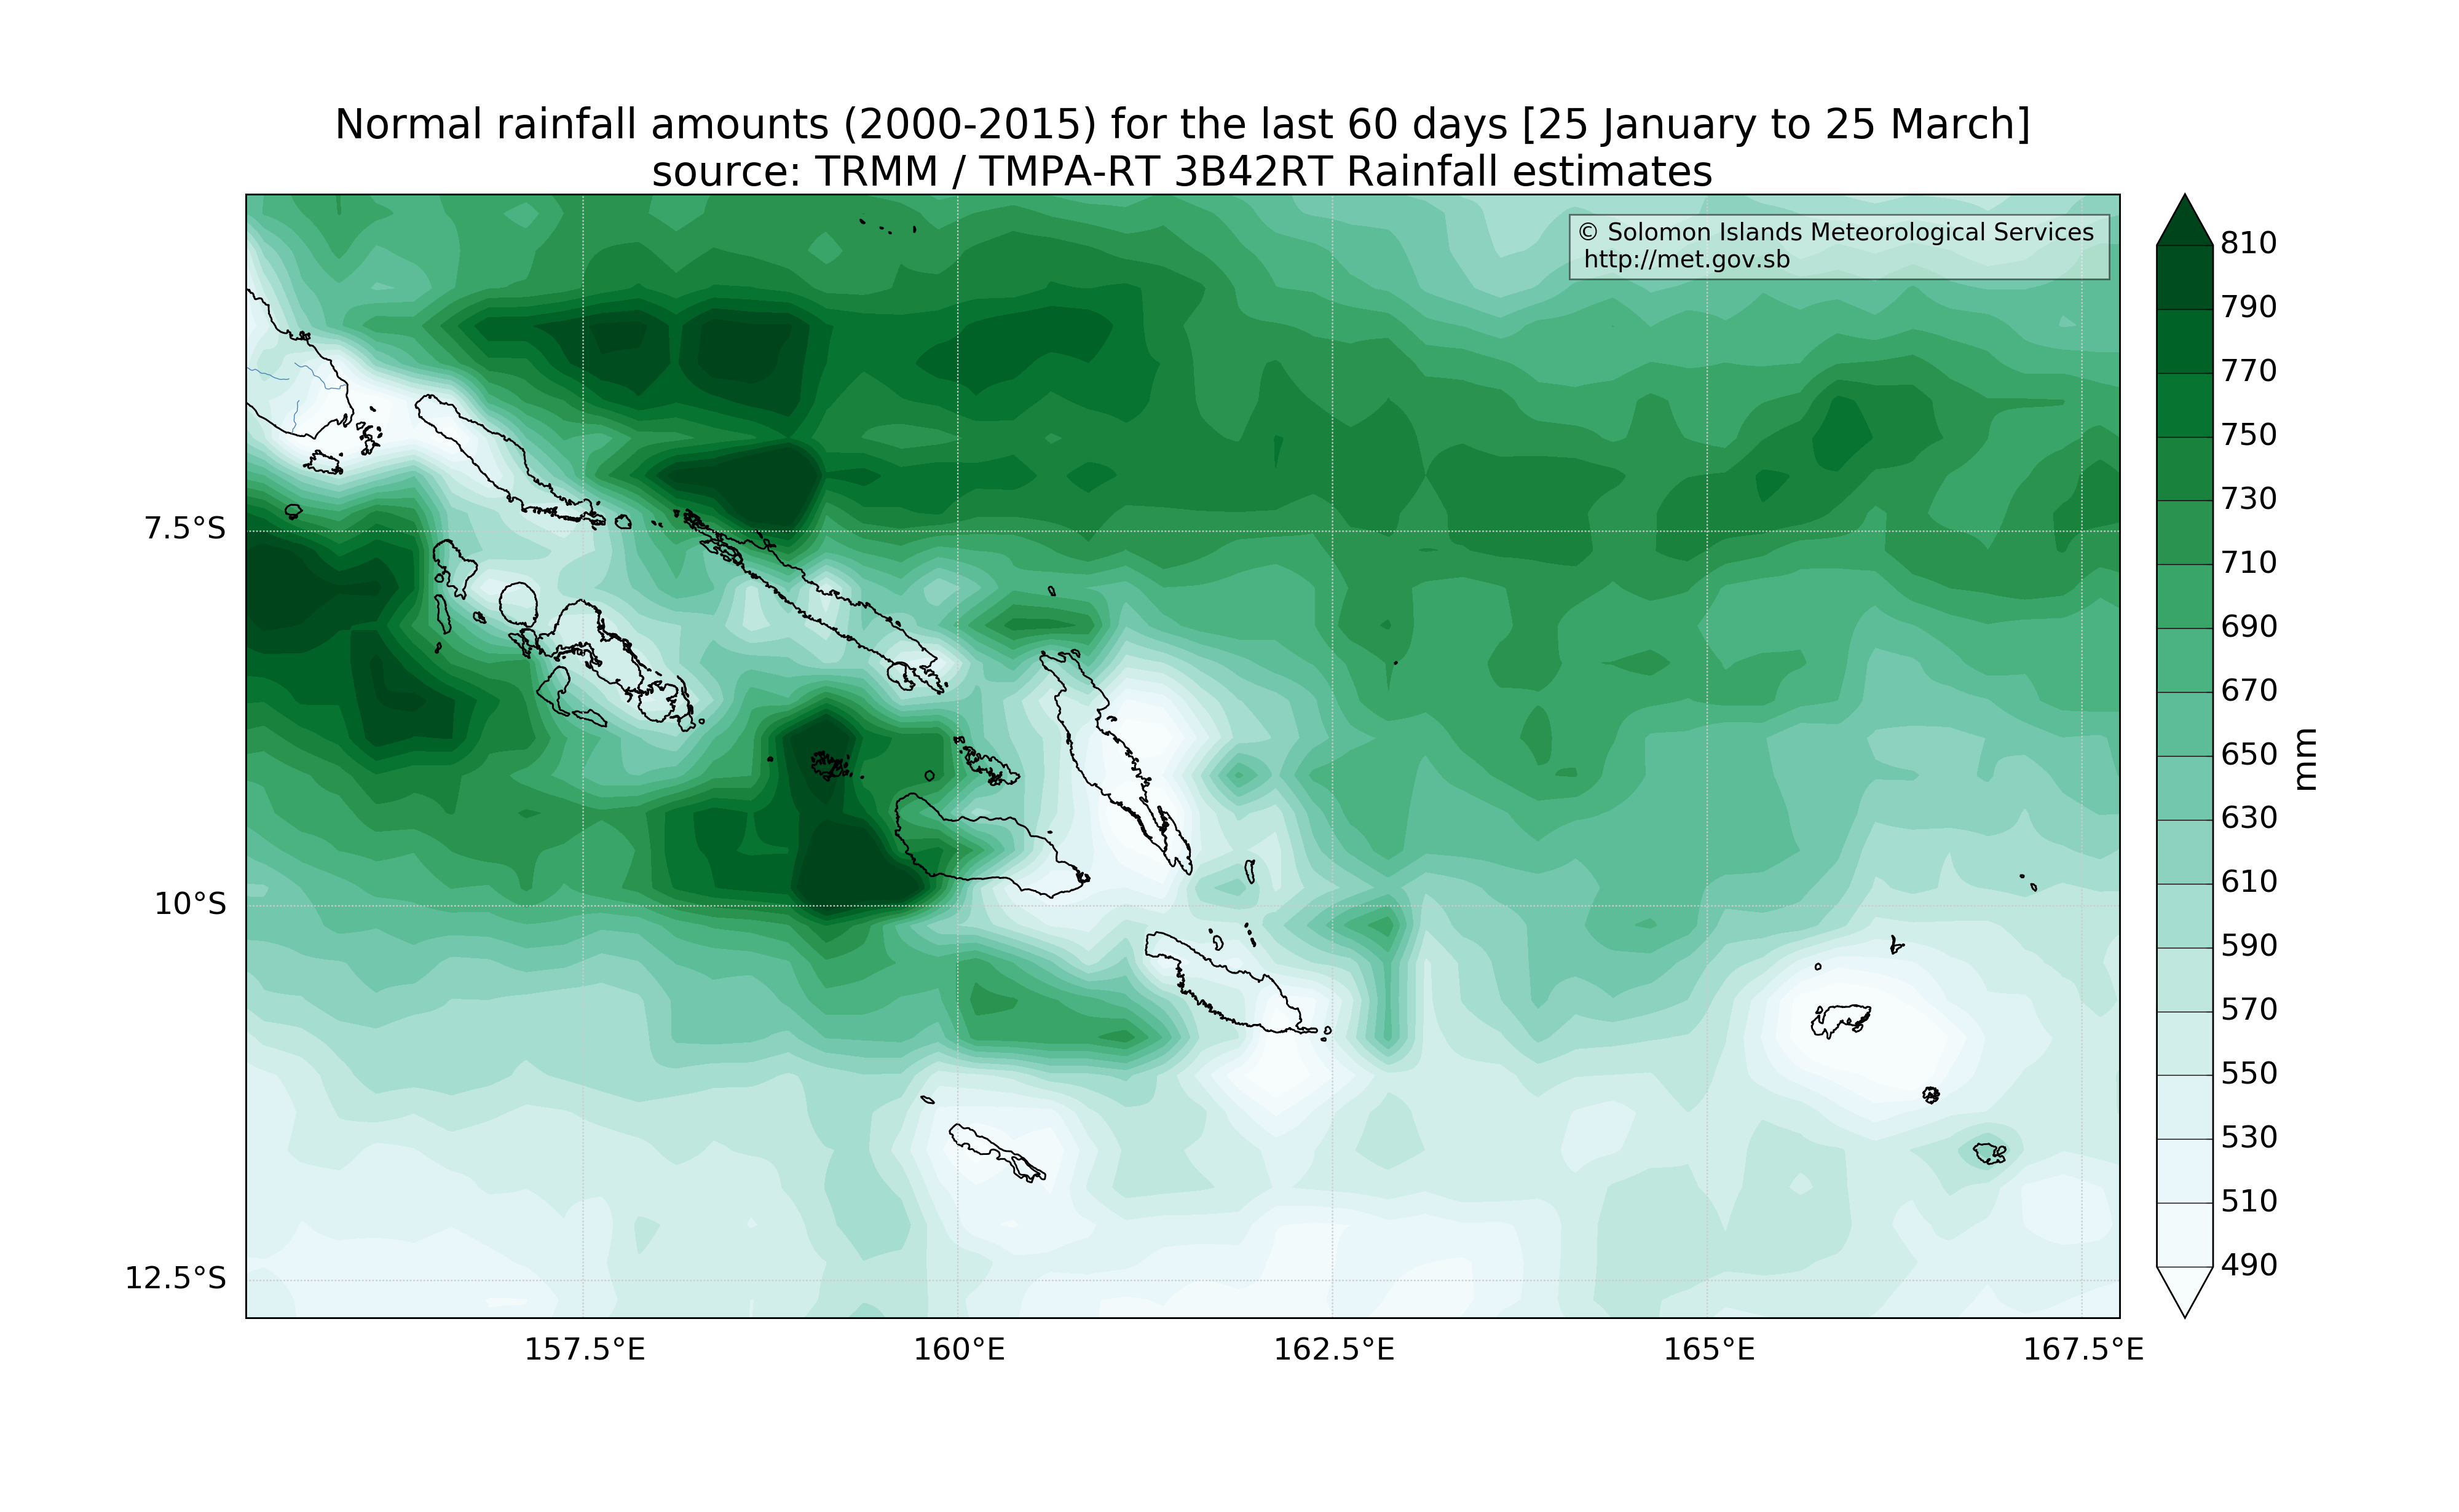 Normal rainfall amounts (2000-2015) for the last 60 days [25 January to 25 March]
source: TRMM / TMPA-RT 3B42RT Rainfall estimates
© Solomon Islands Meteorological Services
http://met.gov.sb
810
790
770
750
730
710
690
670
650
630
610
590
570
550
530
510
490
mm
7.5°S
10°S
12.5°S
157.5°E
160°E
162.5°E
165°E
167.5°E